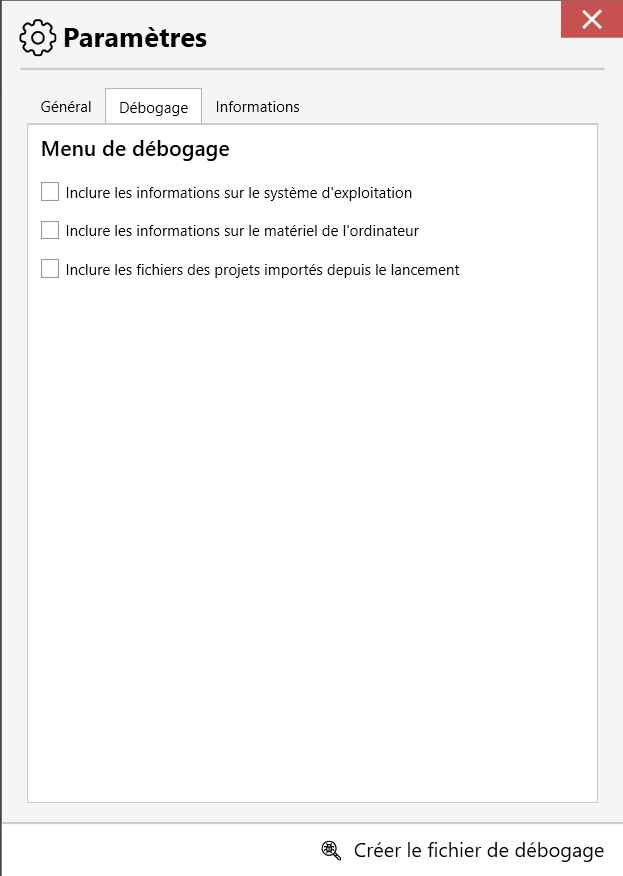 Paramètres
Général
Débogage
Informations
Menu de débogage
Inclure les informations sur le système d'exploitation
Inclure les informations sur le matériel de l'ordinateur
Inclure les fichiers des projets importés depuis le lancement
Créer le fichier de débogage